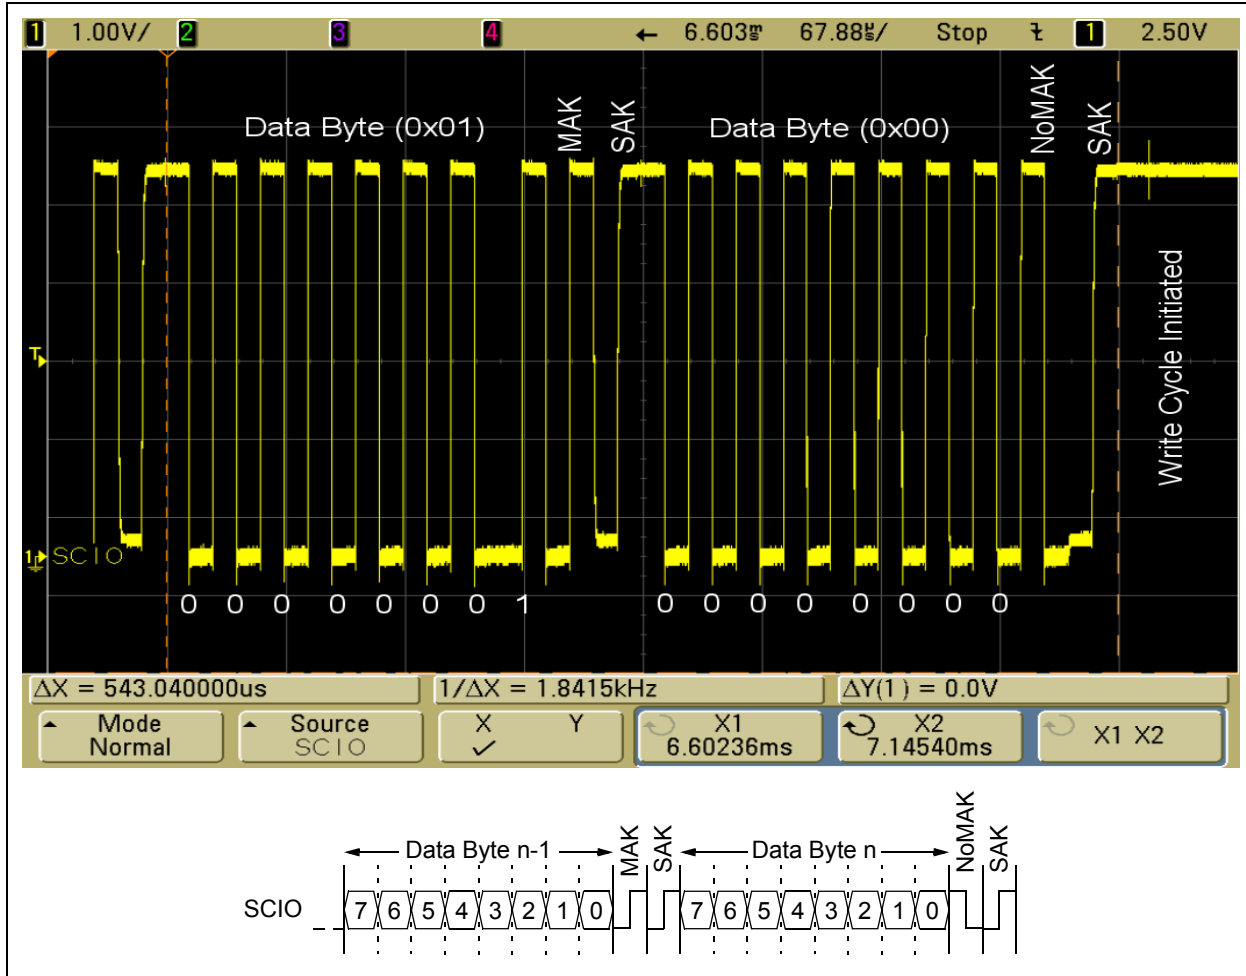 1 1.00V/ 2 3 4 ← 6.603ms 67.88us/ Stop 1 2.50V
Data Byte (0x01) MAK SAK Data Byte (0x00) NoMAK SAK
Write Cycle Initiated
T
1 SCIO
0 0 0 0 0 0 0 1 0 0 0 0 0 0 0 0
ΔX = 543.040000us 1/ΔX = 1.8415kHz ΔY(1) = 0.0V
Mode Source X Y X1 X2 X1 X2
Normal SCIO ✓ 6.60236ms 7.14540ms
Data Byte n-1 MAK SAK Data Byte n NoMAK SAK
SCIO 7 6 5 4 3 2 1 0 7 6 5 4 3 2 1 0